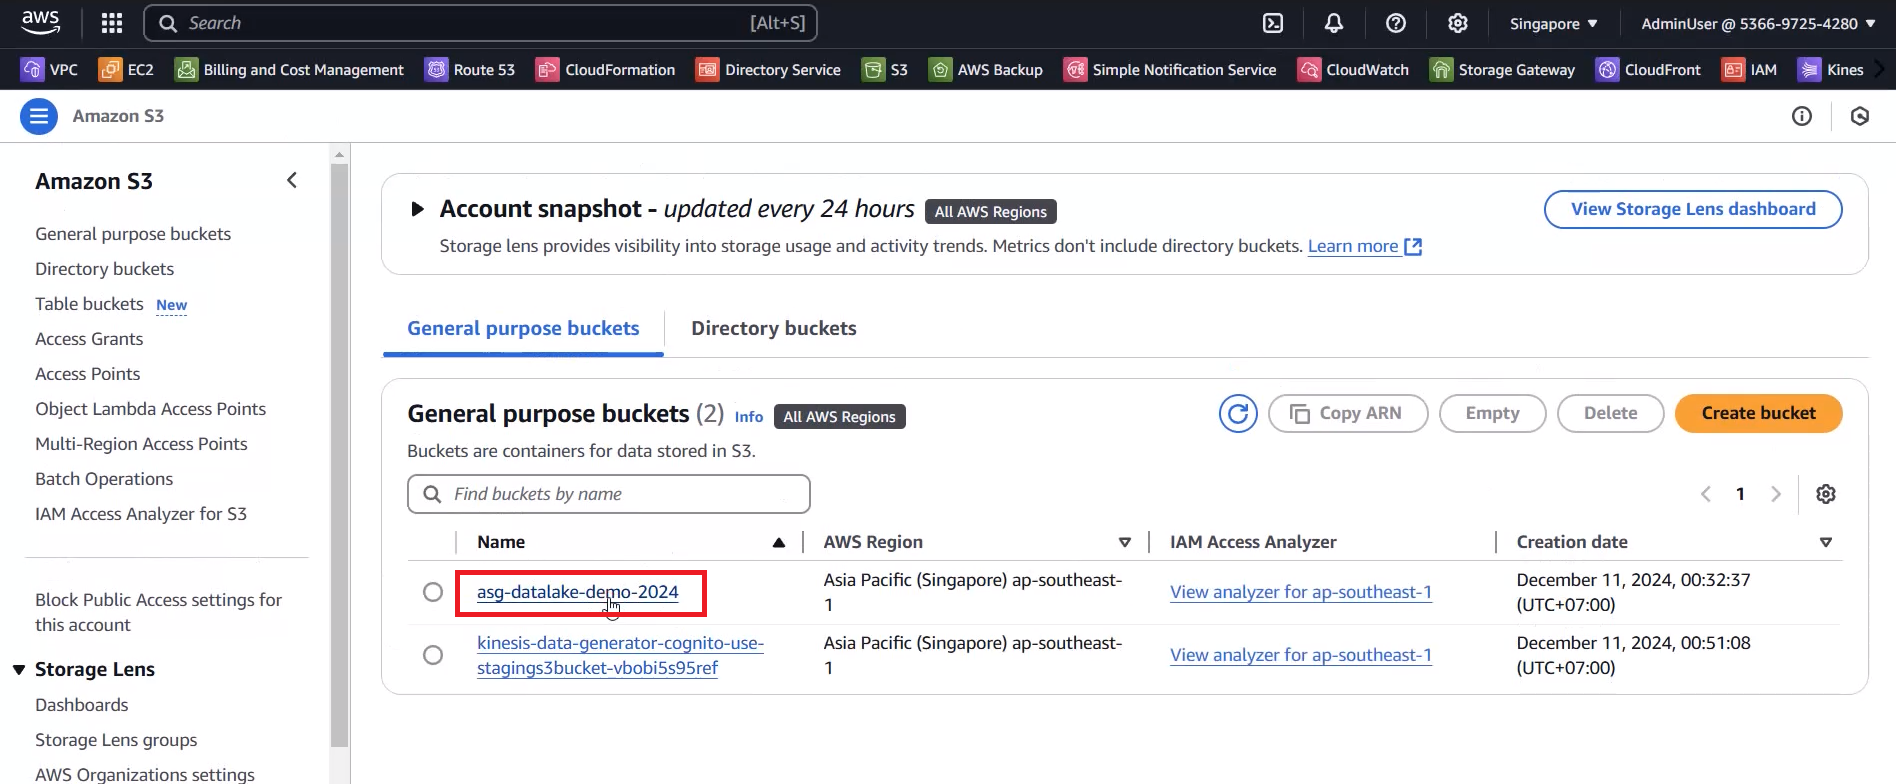 aws
Search [Alt+S]
Singapore ▼ AdminUser @ 5366-9725-4280 ▼
VPC EC2 Billing and Cost Management Route 53 CloudFormation Directory Service S3 AWS Backup Simple Notification Service CloudWatch Storage Gateway CloudFront IAM Kines
Amazon S3
Amazon S3
General purpose buckets
Directory buckets
Table buckets New
Access Grants
Access Points
Object Lambda Access Points
Multi-Region Access Points
Batch Operations
IAM Access Analyzer for S3
Block Public Access settings for
this account
Storage Lens
Dashboards
Storage Lens groups
AWS Organizations settings
Account snapshot - updated every 24 hours All AWS Regions
View Storage Lens dashboard
Storage lens provides visibility into storage usage and activity trends. Metrics don't include directory buckets. Learn more
General purpose buckets Directory buckets
General purpose buckets (2) Info All AWS Regions
Copy ARN Empty Delete Create bucket
Buckets are containers for data stored in S3.
Find buckets by name
1
Name AWS Region IAM Access Analyzer Creation date
asg-datalake-demo-2024 Asia Pacific (Singapore) ap-southeast-
1 View analyzer for ap-southeast-1 December 11, 2024, 00:32:37
(UTC+07:00)
kinesis-data-generator-cognito-use-
stagings3bucket-vbobi5s95ref Asia Pacific (Singapore) ap-southeast-
1 View analyzer for ap-southeast-1 December 11, 2024, 00:51:08
(UTC+07:00)